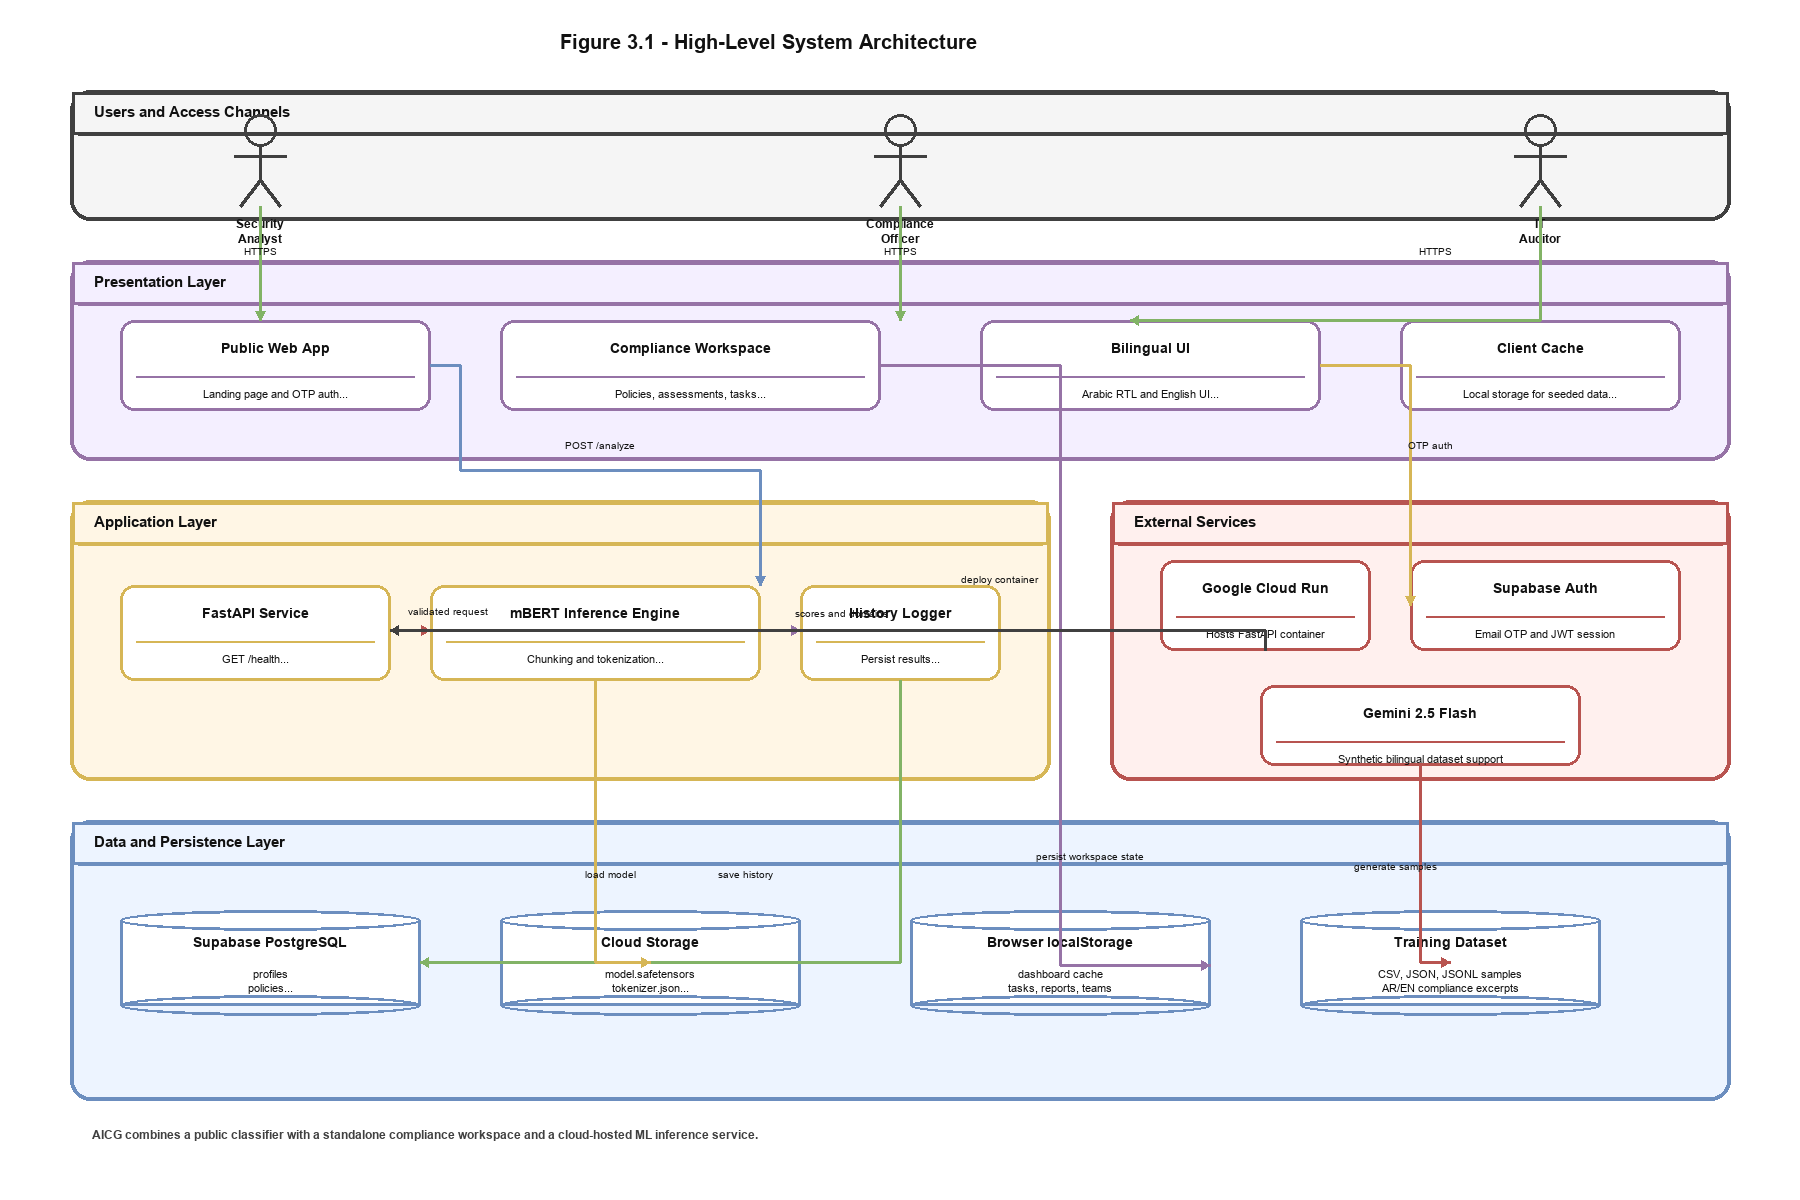 Figure 3.1 - High-Level System Architecture
Users and Access Channels
Security
Analyst
HTTPS
Compliance
Officer
HTTPS
Auditor
HTTPS
Presentation Layer
Public Web App
Landing page and OTP auth...
Compliance Workspace
Policies, assessments, tasks...
Bilingual UI
Arabic RTL and English UI...
Client Cache
Local storage for seeded data...
POST /analyze
OTP auth
Application Layer
deploy container
FastAPI Service
GET /health...
validated request
mBERT Inference Engine
Chunking and tokenization...
scores and
History Logger
Persist results...
External Services
Google Cloud Run
Hosts FastAPI container
Supabase Auth
Email OTP and JWT session
Gemini 2.5 Flash
Synthetic bilingual dataset support
Data and Persistence Layer
load model
save history
persist workspace state
generate samples
Supabase PostgreSQL
profiles
policies...
Cloud Storage
model.safetensors
tokenizer.json...
Browser localStorage
dashboard cache
tasks, reports, teams
Training Dataset
CSV, JSON, JSONL samples
AR/EN compliance excerpts
AICG combines a public classifier with a standalone compliance workspace and a cloud-hosted ML inference service.